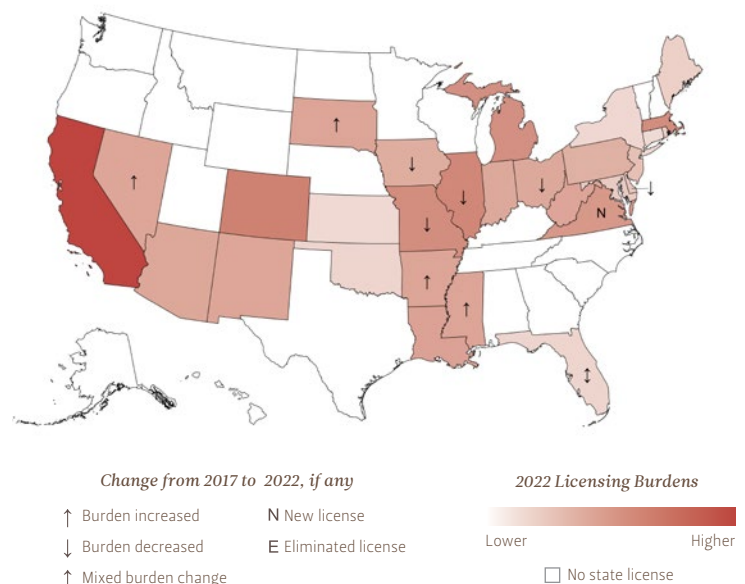 ↑
↑
↓
↓
↓
↓
↑
↑
N
↓
↕
Change from 2017 to 2022, if any
↑ Burden increased
N New license
↓ Burden decreased
E Eliminated license
↑ Mixed burden change
2022 Licensing Burdens
Lower
Higher
No state license